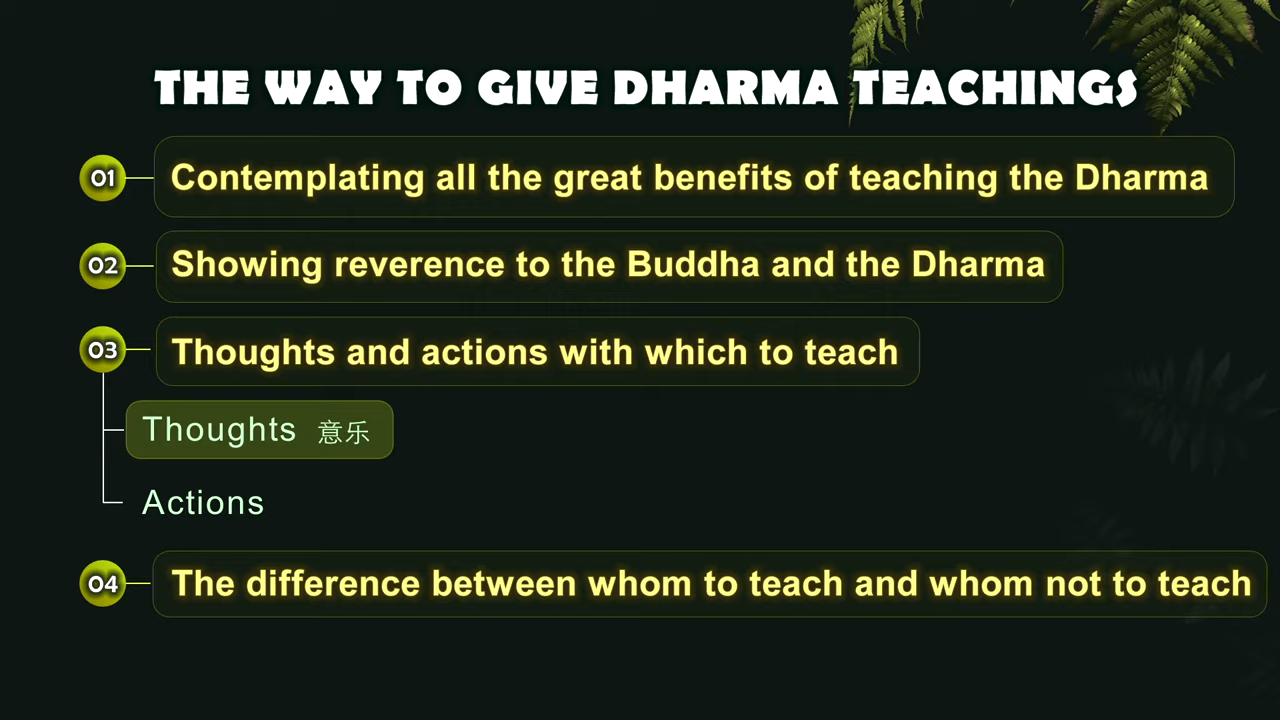 THE WAY TO GIVE DHARMA TEACHINGS
01 Contemplating all the great benefits of teaching the Dharma
02 Showing reverence to the Buddha and the Dharma
03 Thoughts and actions with which to teach
Thoughts 意乐
Actions
04 The difference between whom to teach and whom not to teach